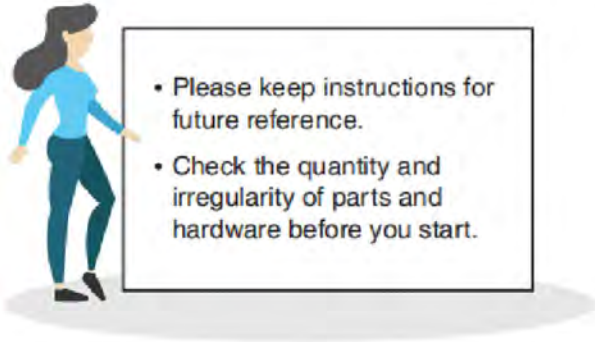 • Please keep instructions for
future reference.
• Check the quantity and
irregularity of parts and
hardware before you start.